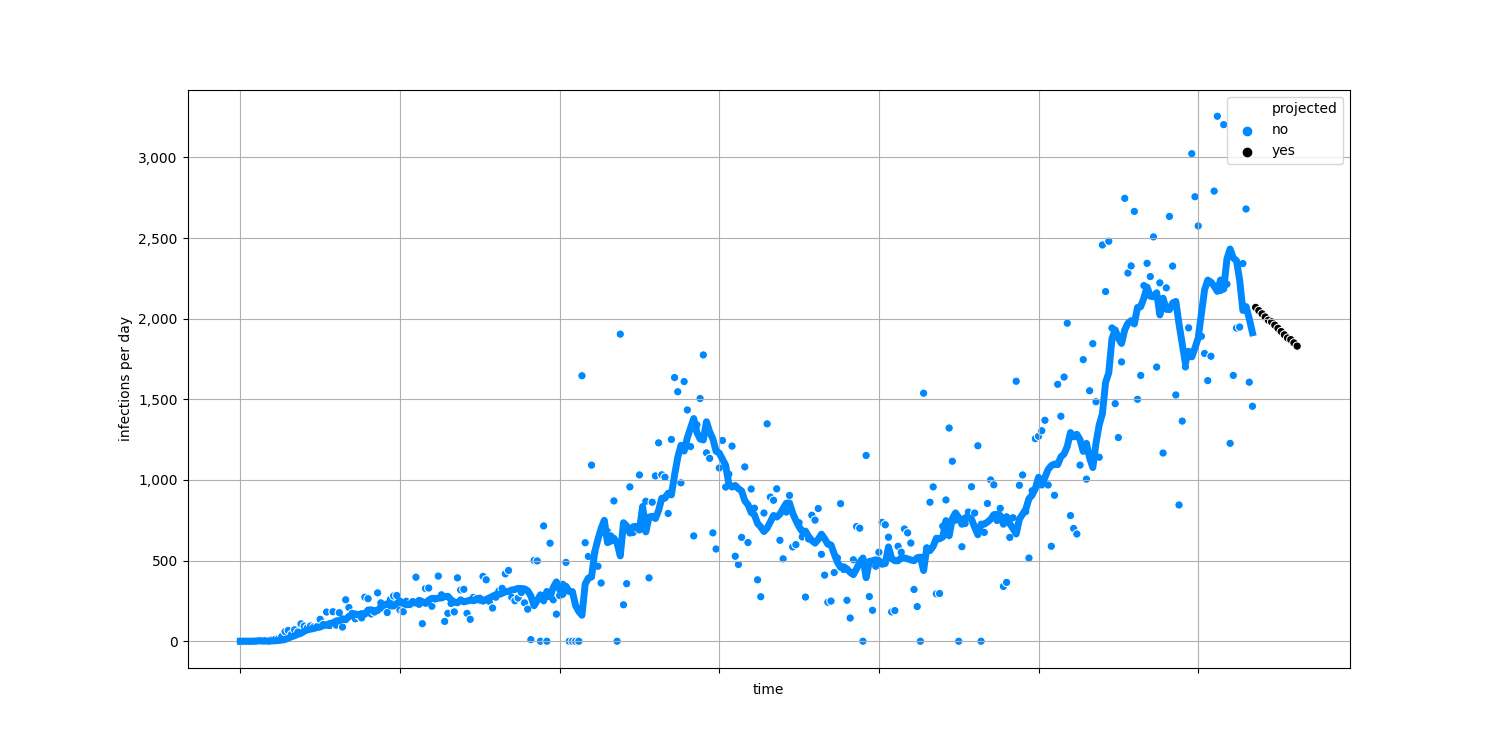 projected
no
yes
3,000
2,500
2,000
1,500
1,000
500
0
infections per day
time